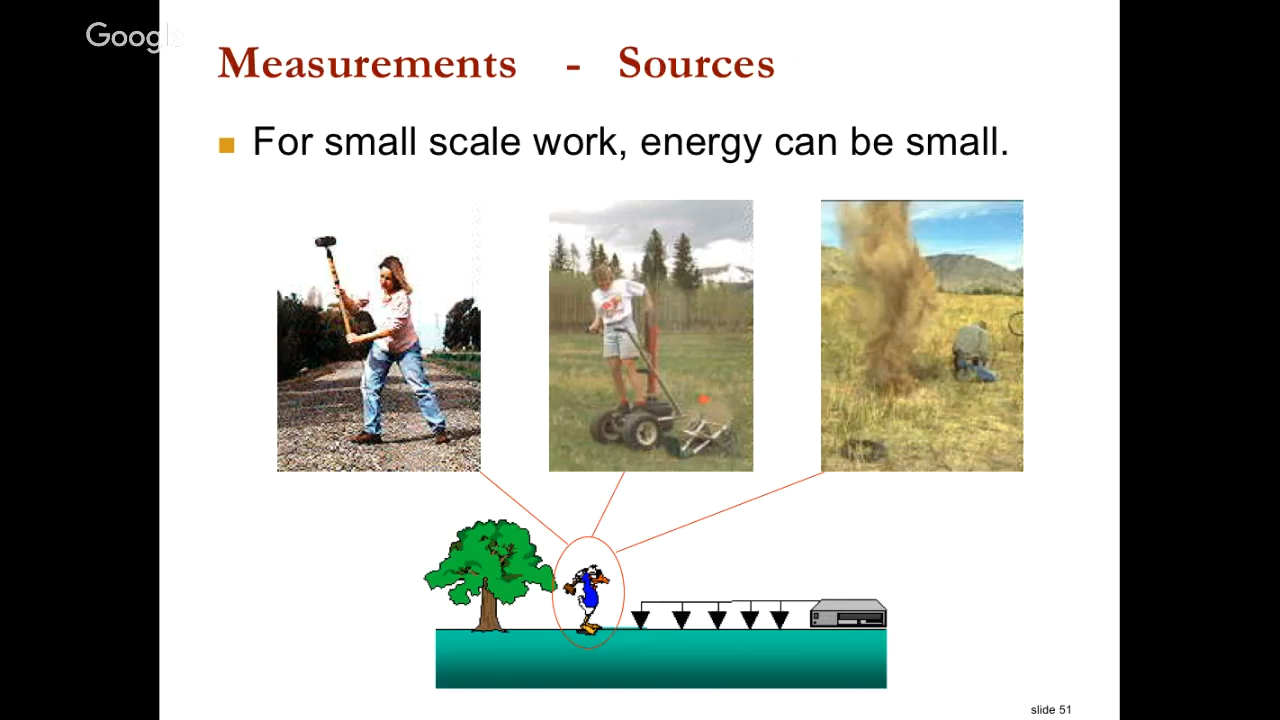 Google
Measurements - Sources
For small scale work, energy can be small.
slide 51